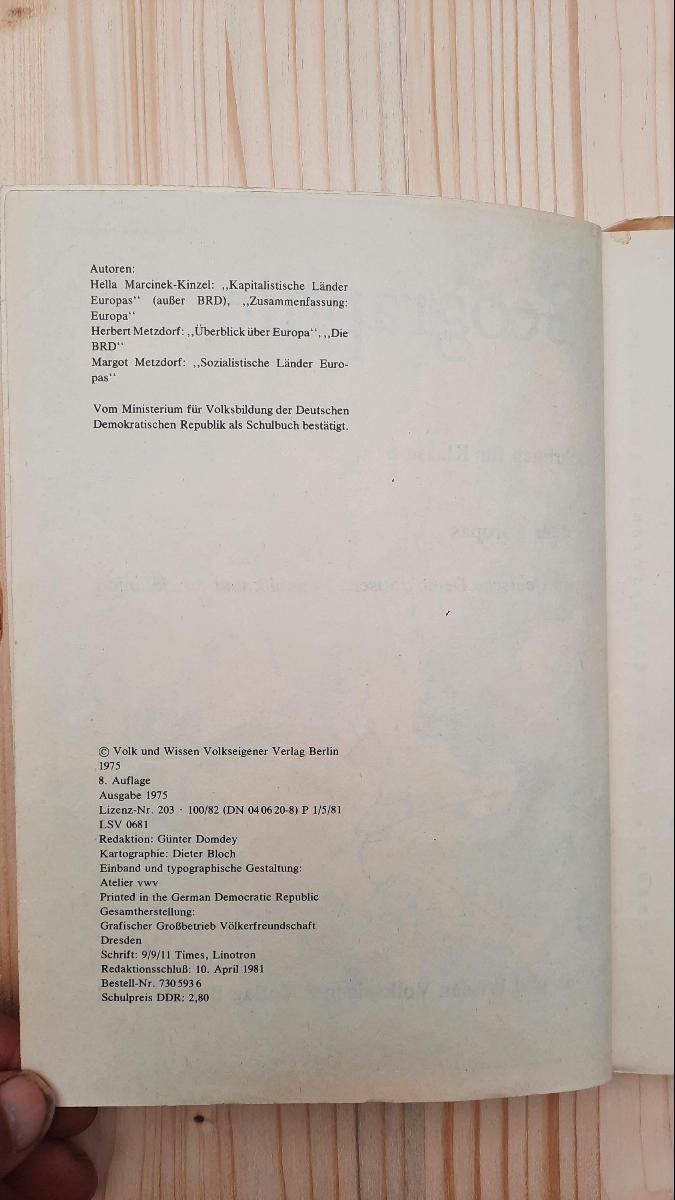 Autoren:
Hella Marcinek-Kinzel: ,,Kapitalistische Länder
Europas“ (außer BRD), ,,Zusammenfassung:
Europa“
Herbert Metzdorf: ,,Überblick über Europa“, ,,Die
BRD“
Margot Metzdorf: ,,Sozialistische Länder Euro-
pas“
Vom Ministerium für Volksbildung der Deutschen
Demokratischen Republik als Schulbuch bestätigt.
© Volk und Wissen Volkseigener Verlag Berlin
1975
8. Auflage
Ausgabe 1975
Lizenz-Nr. 203 · 100/82 (DN 04 06 20-8) P 1/5/81
LSV 0681
Redaktion: Günter Domdey
Kartographie: Dieter Bloch
Einband und typographische Gestaltung:
Atelier vwv
Printed in the German Democratic Republic
Gesamtherstellung:
Grafischer Großbetrieb Völkerfreundschaft
Dresden
Schrift: 9/9/11 Times, Linotron
Redaktionsschluß: 10. April 1981
Bestell-Nr. 730 593 6
Schulpreis DDR: 2,80